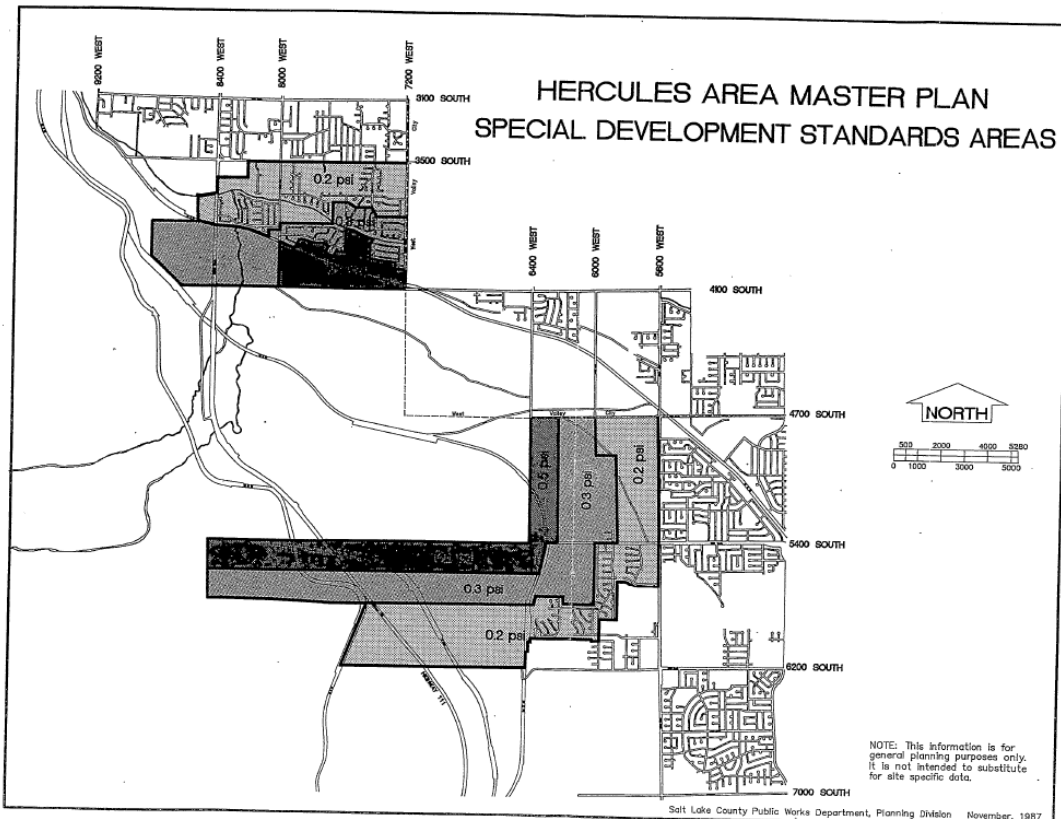 HERCULES AREA MASTER PLAN
SPECIAL DEVELOPMENT STANDARDS AREAS
9200 WEST
8400 WEST
8000 WEST
7200 WEST
3100 SOUTH
City
3500 SOUTH
0.2 psi
Valley
West
6400 WEST
6000 WEST
5600 WEST
4100 SOUTH
West Valley City
4700 SOUTH
NORTH
500 2000 4000 5280
0 1000 3000 5000
0.5 psi
0.3 psi
0.2 psi
5400 SOUTH
0.3 psi
0.2 psi
HIGHWAY 111
6200 SOUTH
NOTE: This information is for
general planning purposes only.
It is not intended to substitute
for site specific data.
7000 SOUTH
Salt Lake County Public Works Department, Planning Division November, 1987